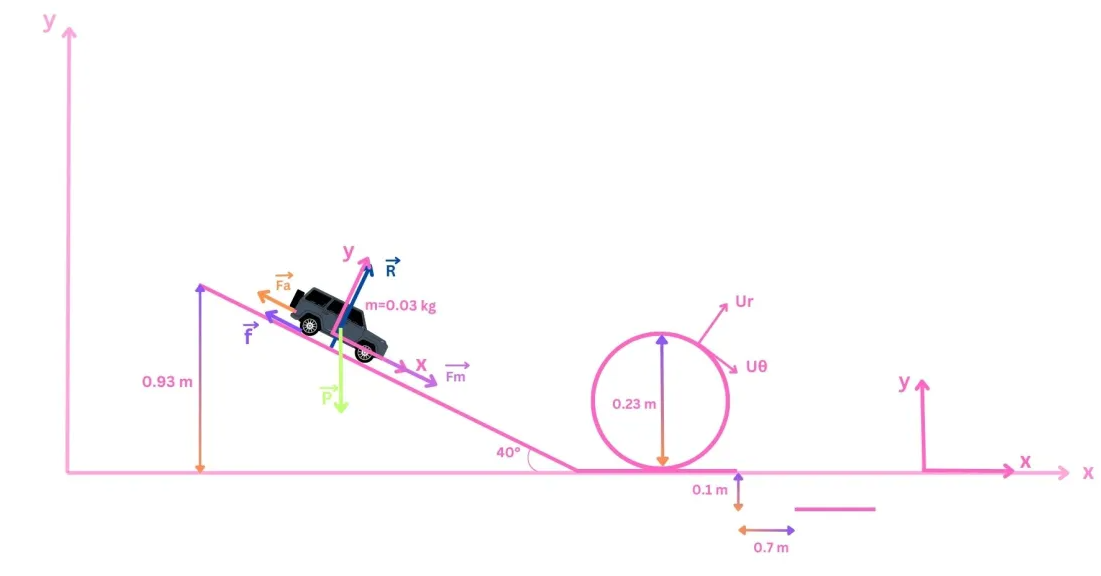 y
y
R
Fa
m=0.03 kg
f
x
Fm
0.93 m
P
Ur
Uθ
0.23 m
y
40°
x
x
0.1 m
0.7 m